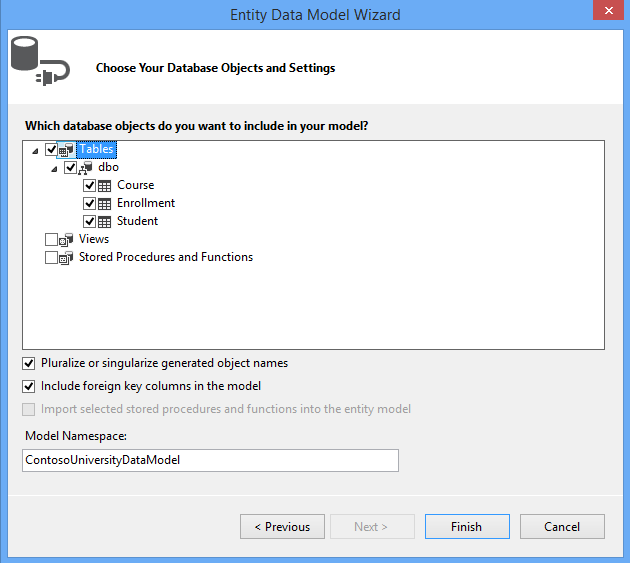 Entity Data Model Wizard
Choose Your Database Objects and Settings
Which database objects do you want to include in your model?
Tables
dbo
Course
Enrollment
Student
Views
Stored Procedures and Functions
Pluralize or singularize generated object names
Include foreign key columns in the model
Import selected stored procedures and functions into the entity model
Model Namespace:
ContosoUniversityDataModel
< Previous Next > Finish Cancel